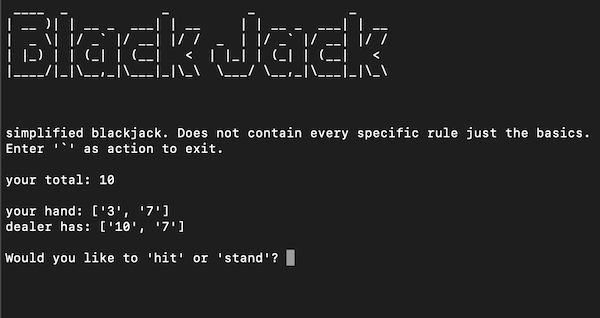 Black Jack
simplified blackjack. Does not contain every specific rule just the basics.
Enter '`' as action to exit.
your total: 10
your hand: ['3', '7']
dealer has: ['10', '7']
Would you like to 'hit' or 'stand'?